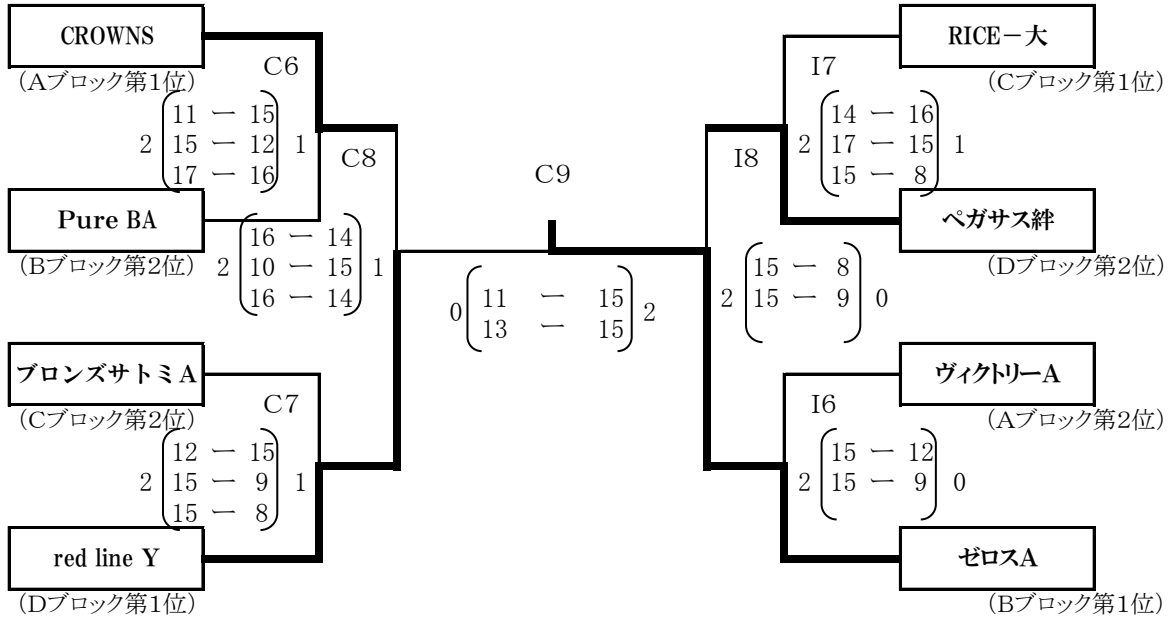 CROWNS
(Aブロック第1位)
C6
2 11 ー 15 1
15 ー 12
17 ー 16
Pure BA
(Bブロック第2位)
C8
2 16 ー 14 1
10 ー 15
16 ー 14
ブロンズサトミA
(Cブロック第2位)
C7
2 12 ー 15 1
15 ー 9
15 ー 8
red line Y
(Dブロック第1位)
C9
0 11 ー 15 2
13 ー 15
RICE－大
(Cブロック第1位)
I7
2 14 ー 16 1
17 ー 15
15 ー 8
ペガサス絆
(Dブロック第2位)
I8
2 15 ー 8 0
15 ー 9
ヴィクトリーA
(Aブロック第2位)
I6
2 15 ー 12 0
15 ー 9
ゼロスA
(Bブロック第1位)